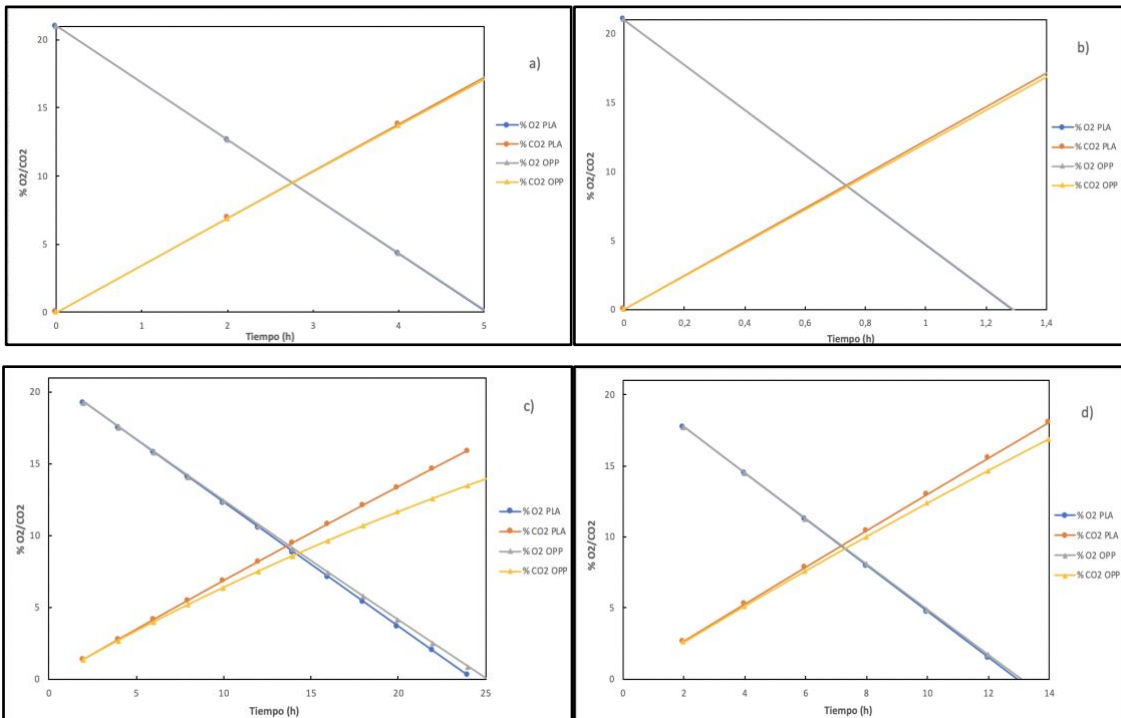 a)
% O2/CO2
20
15
10
5
0
0 1 2 3 4 5
Tiempo (h)
% O2 PLA
% CO2 PLA
% O2 OPP
% CO2 OPP
b)
% O2/CO2
20
15
10
5
0
0 0,2 0,4 0,6 0,8 1 1,2 1,4
Tiempo (h)
% O2 PLA
% CO2 PLA
% O2 OPP
% CO2 OPP
c)
% O2/CO2
20
15
10
5
0
0 5 10 15 20 25
Tiempo (h)
% O2 PLA
% CO2 PLA
% O2 OPP
% CO2 OPP
d)
% O2/CO2
20
15
10
5
0
0 2 4 6 8 10 12 14
Tiempo (h)
% O2 PLA
% CO2 PLA
% O2 OPP
% CO2 OPP